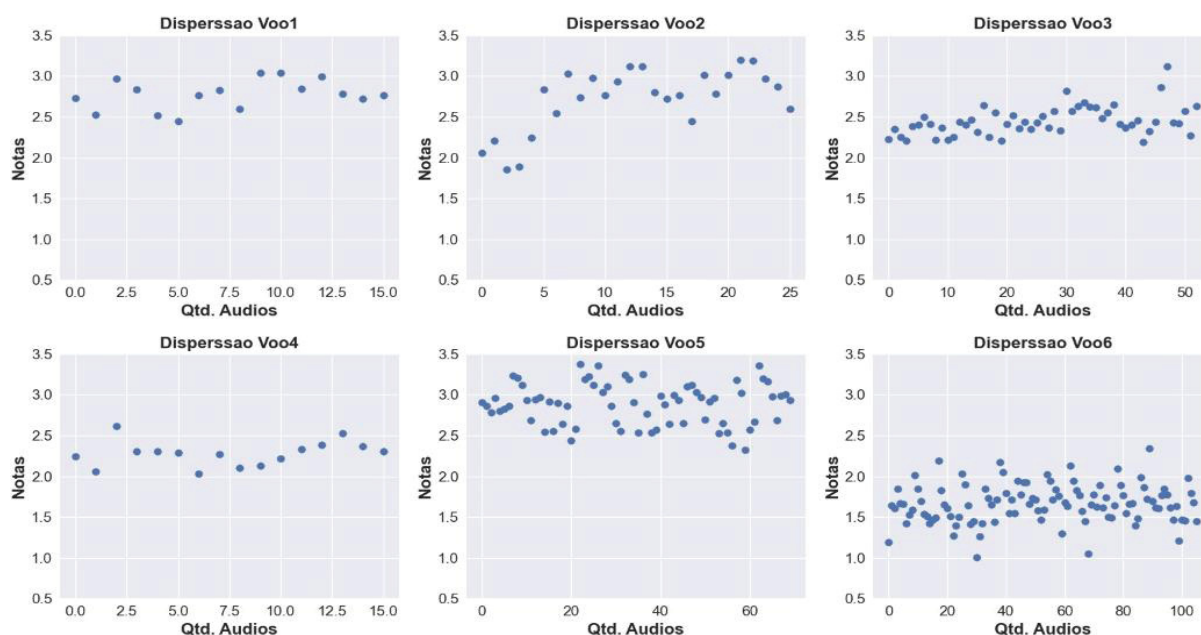 Disperssao Voo1
3.5
3.0
2.5
2.0
1.5
1.0
0.5
Notas
0.0 2.5 5.0 7.5 10.0 12.5 15.0
Qtd. Audios
Disperssao Voo2
3.5
3.0
2.5
2.0
1.5
1.0
0.5
Notas
0 5 10 15 20 25
Qtd. Audios
Disperssao Voo3
3.5
3.0
2.5
2.0
1.5
1.0
0.5
Notas
0 10 20 30 40 50
Qtd. Audios
Disperssao Voo4
3.5
3.0
2.5
2.0
1.5
1.0
0.5
Notas
0.0 2.5 5.0 7.5 10.0 12.5 15.0
Qtd. Audios
Disperssao Voo5
3.5
3.0
2.5
2.0
1.5
1.0
0.5
Notas
0 20 40 60
Qtd. Audios
Disperssao Voo6
3.5
3.0
2.5
2.0
1.5
1.0
0.5
Notas
0 20 40 60 80 100
Qtd. Audios